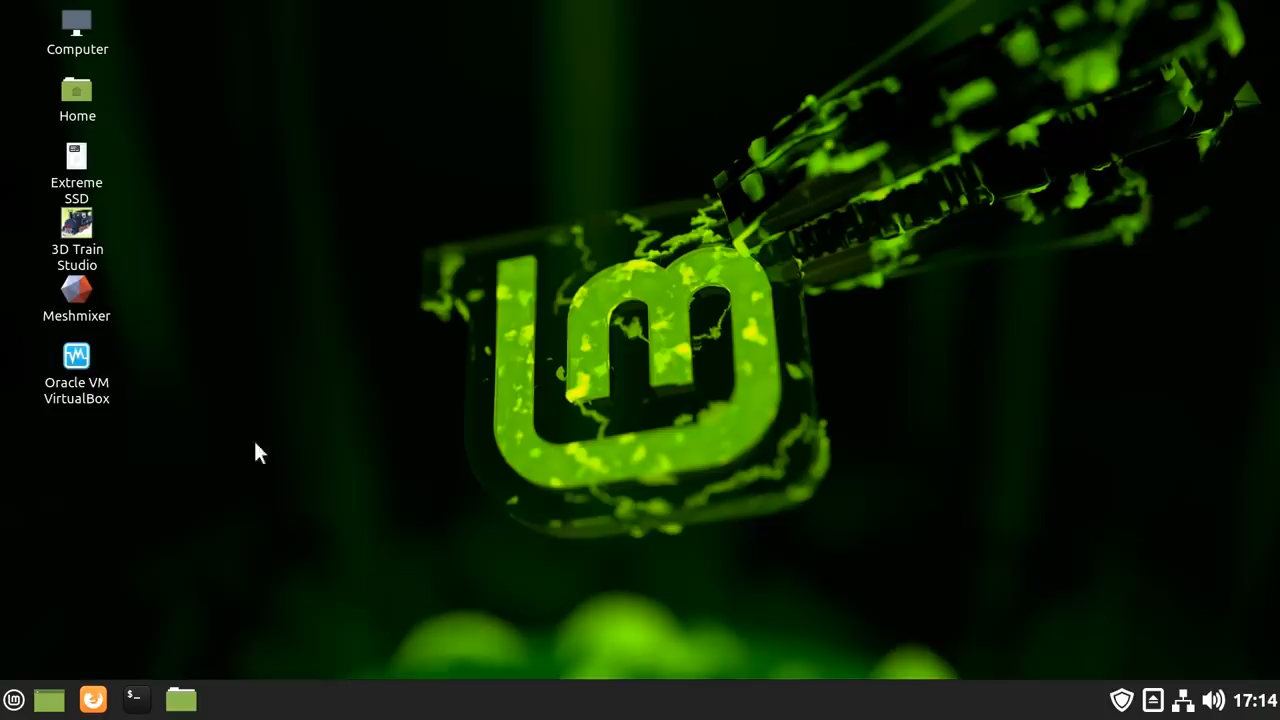 Computer
Home
Extreme
SSD
3D Train
Studio
Meshmixer
Oracle VM
VirtualBox
$_
17:14